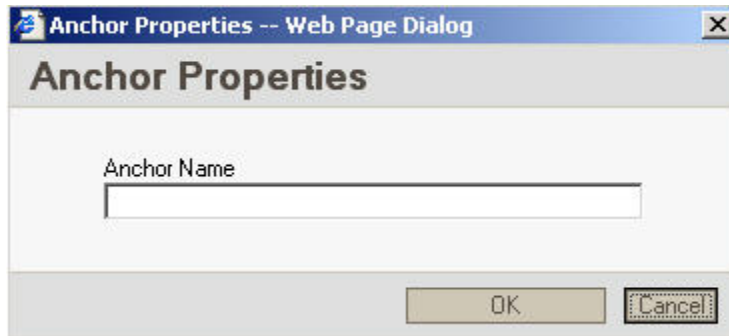 Anchor Properties -- Web Page Dialog
Anchor Properties
Anchor Name
OK Cancel